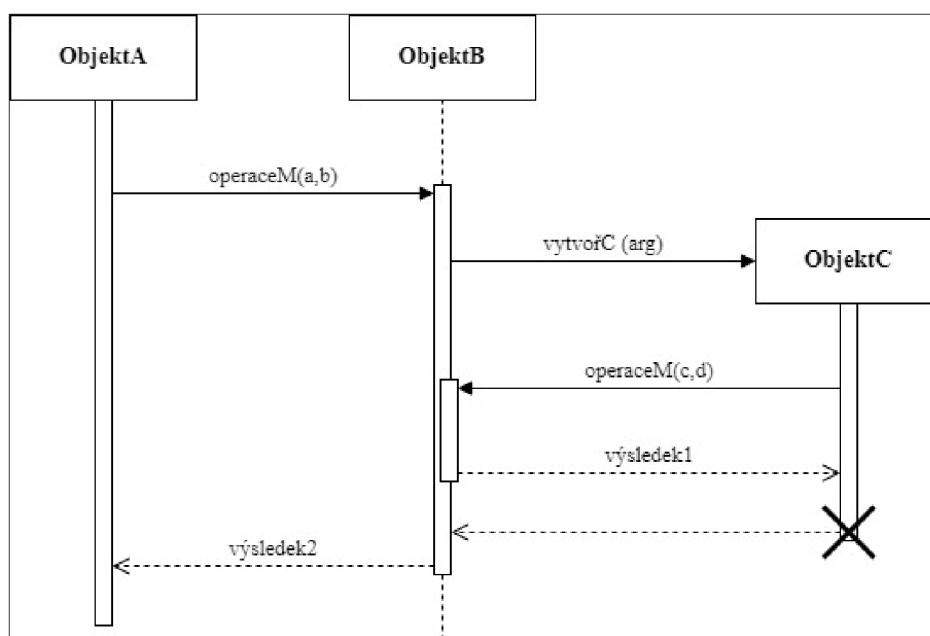 ObjektA
ObjektB
operaceM(a,b)
vytvořC (arg)
ObjektC
operaceM(c,d)
výsledek1
výsledek2